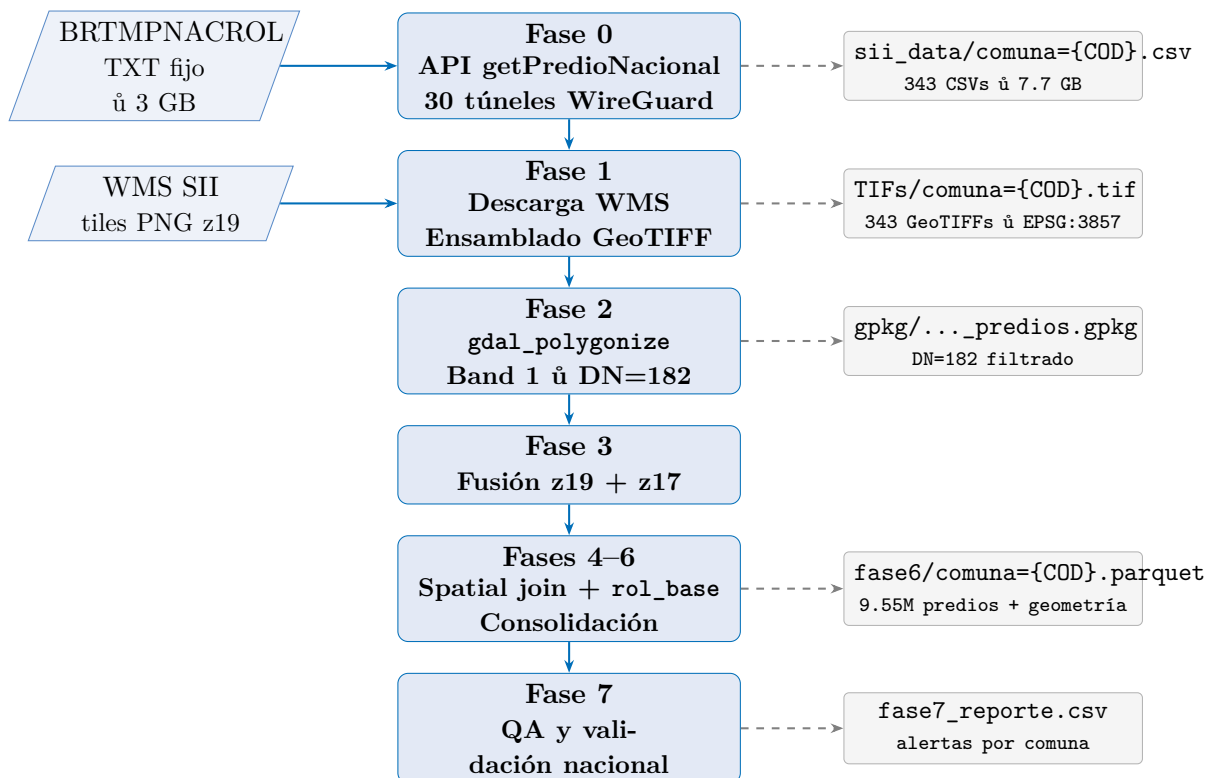 BRTMPNACROL
TXT fijo
ů 3 GB
Fase 0
API getPredioNacional
30 túneles WireGuard
sii_data/comuna={COD}.csv
343 CSVs ů 7.7 GB
WMS SII
tiles PNG z19
Fase 1
Descarga WMS
Ensamblado GeoTIFF
TIFs/comuna={COD}.tif
343 GeoTIFFs ů EPSG:3857
Fase 2
gdal_polygonize
Band 1 ů DN=182
gpkg/..._predios.gpkg
DN=182 filtrado
Fase 3
Fusión z19 + z17
Fases 4–6
Spatial join + rol_base
Consolidación
fase6/comuna={COD}.parquet
9.55M predios + geometría
Fase 7
QA y vali-
dación nacional
fase7_reporte.csv
alertas por comuna